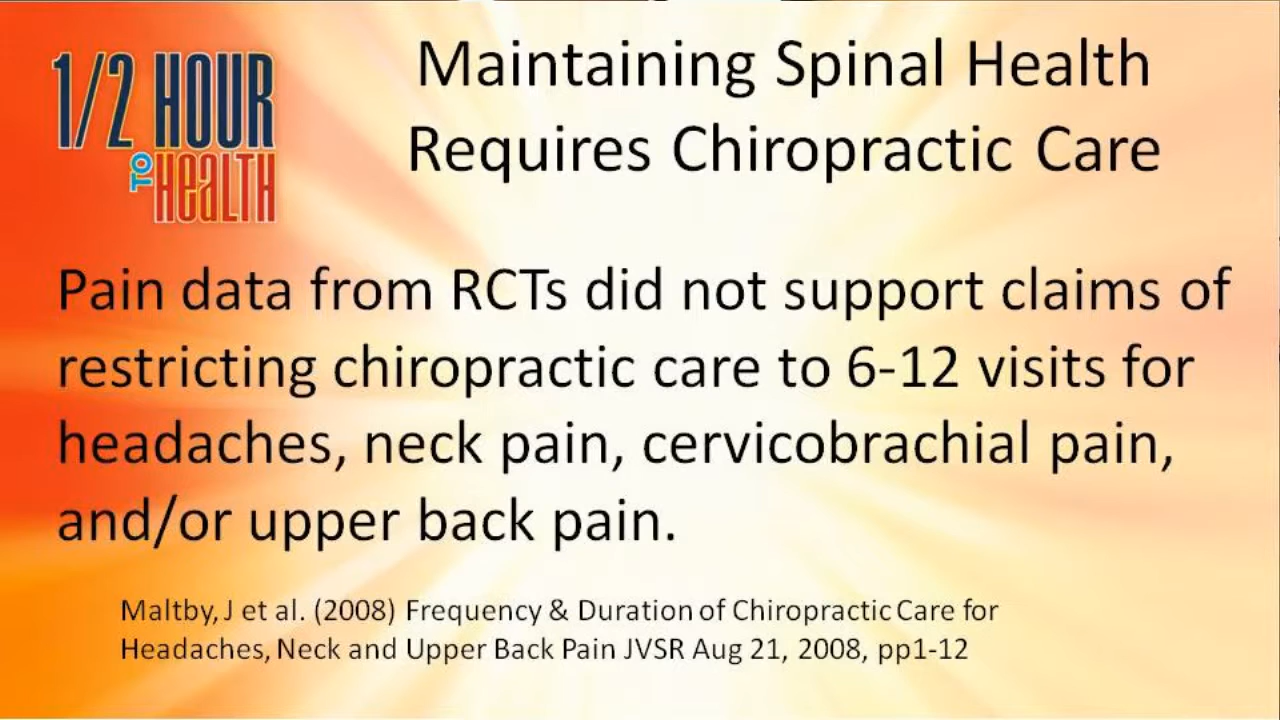 1/2 HOUR
TO
HEALTH
Maintaining Spinal Health
Requires Chiropractic Care
Pain data from RCTs did not support claims of
restricting chiropractic care to 6-12 visits for
headaches, neck pain, cervicobrachial pain,
and/or upper back pain.
Maltby, J et al. (2008) Frequency & Duration of Chiropractic Care for
Headaches, Neck and Upper Back Pain JVSR Aug 21, 2008, pp1-12